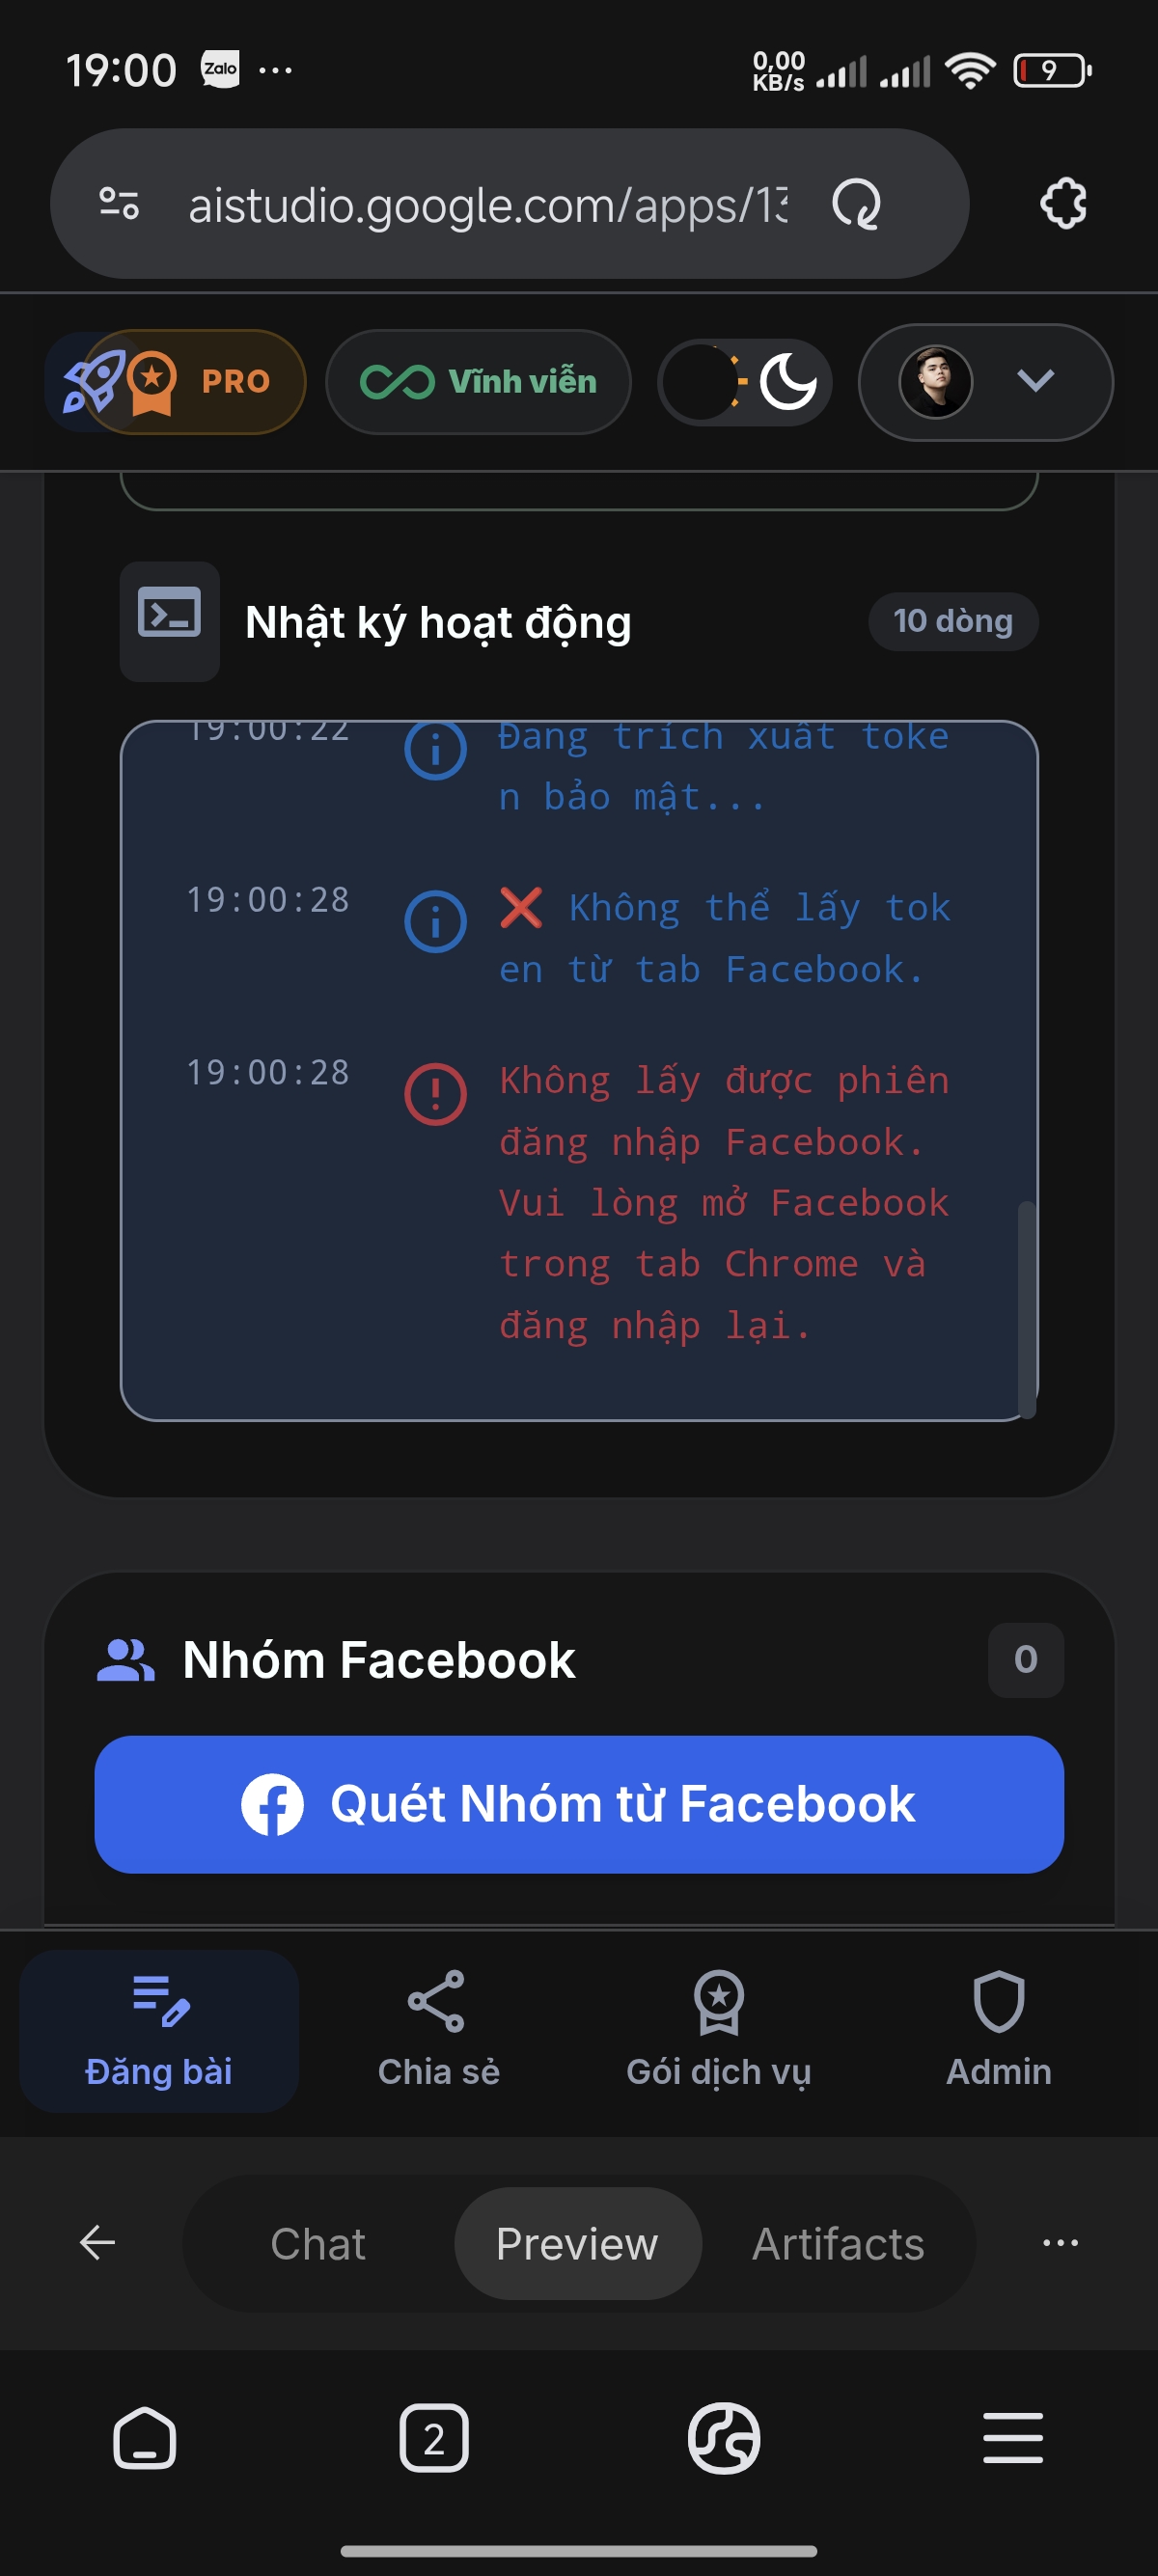 19:00 Zalo ...
0,00 KB/s
9
aistudio.google.com/apps/13
PRO
Vĩnh viễn
Nhật ký hoạt động
10 dòng
19:00:22
Đang trích xuất toke
n bảo mật...
19:00:28
❌ Không thể lấy tok
en từ tab Facebook.
19:00:28
Không lấy được phiên
đăng nhập Facebook.
Vui lòng mở Facebook
trong tab Chrome và
đăng nhập lại.
Nhóm Facebook
0
Quét Nhóm từ Facebook
Đăng bài
Chia sẻ
Gói dịch vụ
Admin
Chat
Preview
Artifacts
2